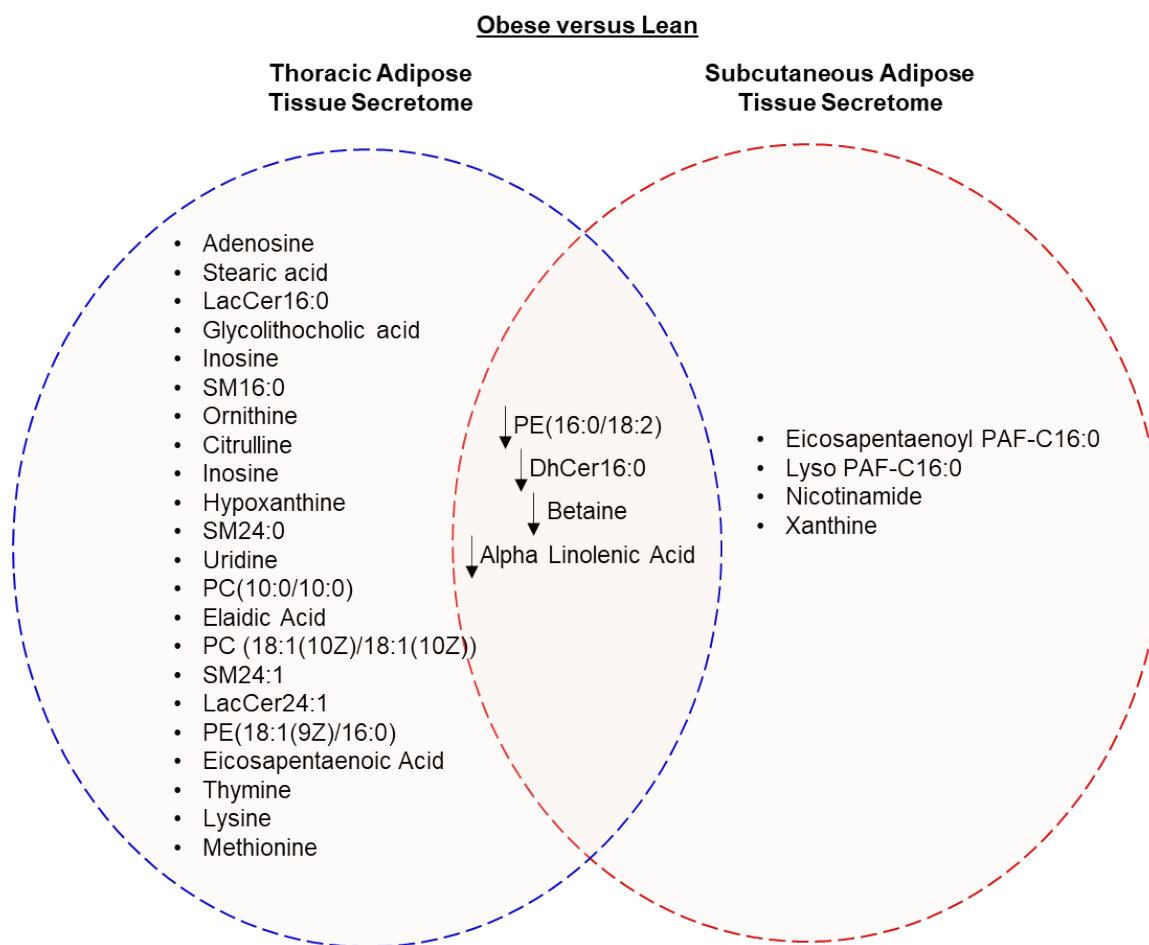 Obese versus Lean
Thoracic Adipose
Tissue Secretome
Subcutaneous Adipose
Tissue Secretome
• Adenosine
• Stearic acid
• LacCer16:0
• Glycolithocholic acid
• Inosine
• SM16:0
• Ornithine
• Citrulline
• Inosine
• Hypoxanthine
• SM24:0
• Uridine
• PC(10:0/10:0)
• Elaidic Acid
• PC (18:1(10Z)/18:1(10Z))
• SM24:1
• LacCer24:1
• PE(18:1(9Z)/16:0)
• Eicosapentaenoic Acid
• Thymine
• Lysine
• Methionine
↓PE(16:0/18:2)
↓DhCer16:0
↓Betaine
↓Alpha Linolenic Acid
• Eicosapentaenoyl PAF-C16:0
• Lyso PAF-C16:0
• Nicotinamide
• Xanthine